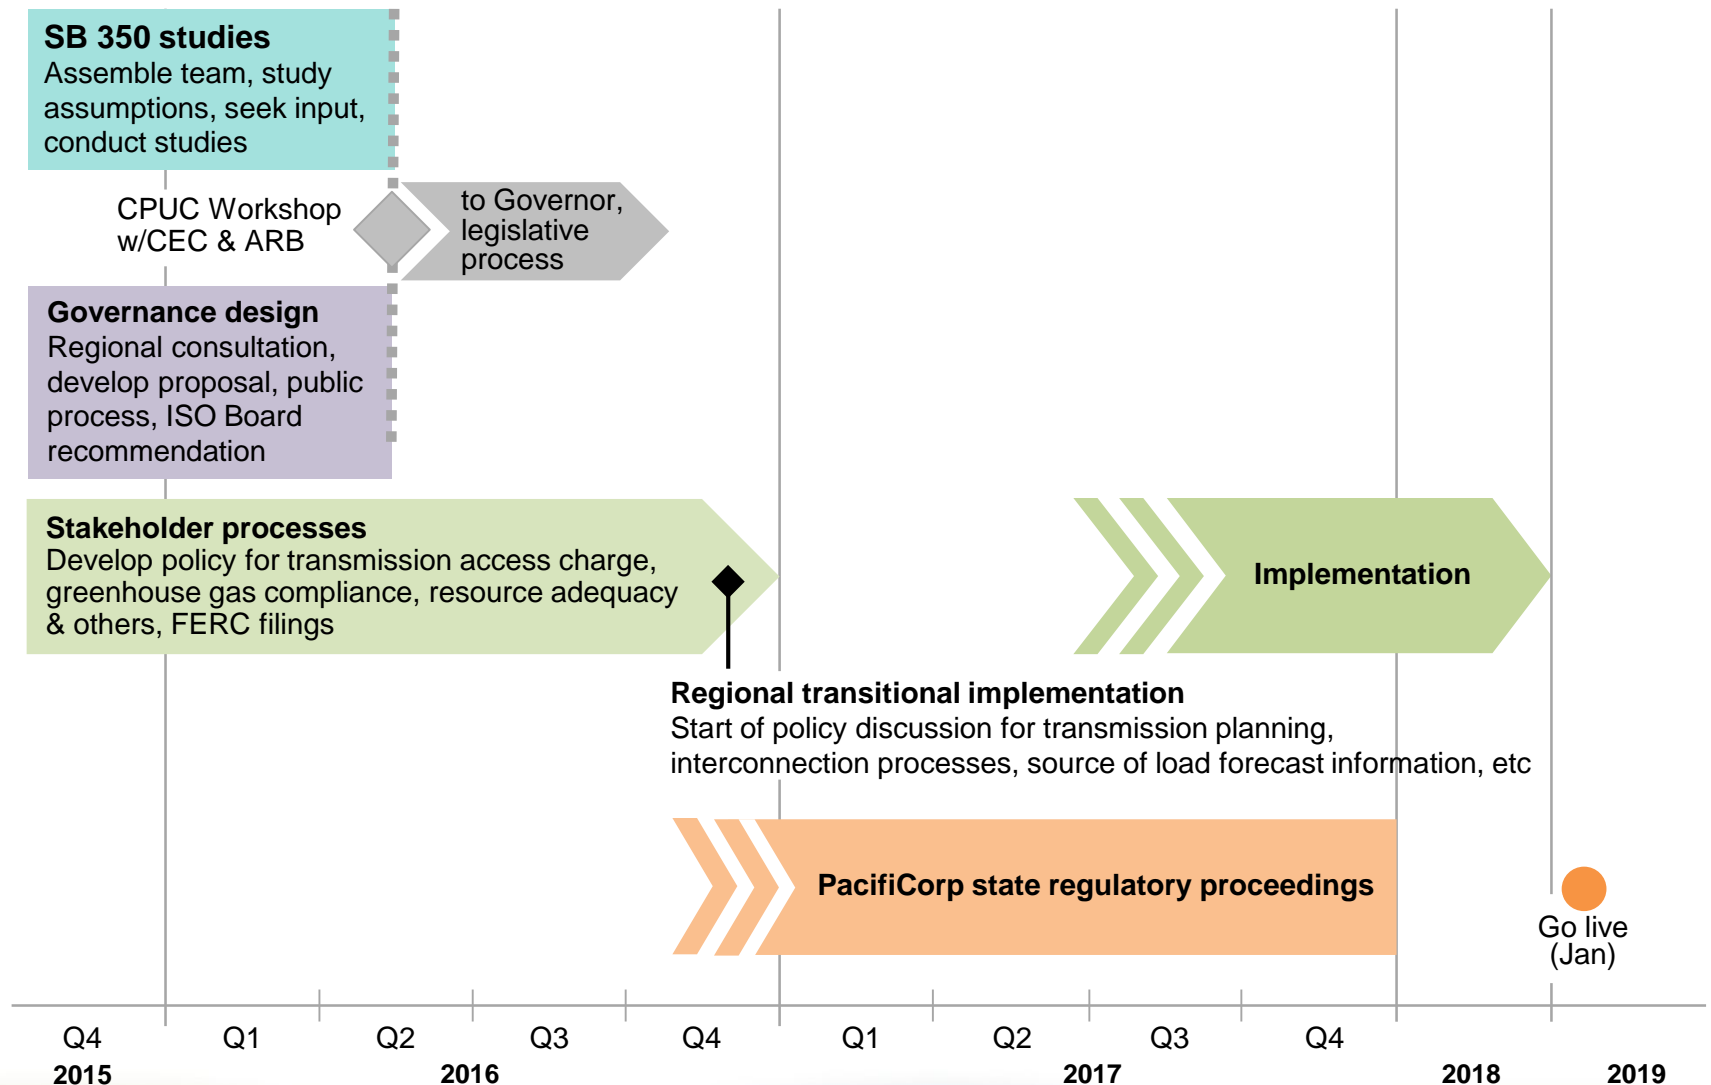 SB 350 studies
Assemble team, study
assumptions, seek input,
conduct studies
CPUC Workshop
w/CEC & ARB
to Governor,
legislative
process
Governance design
Regional consultation,
develop proposal, public
process, ISO Board
recommendation
Stakeholder processes
Develop policy for transmission access charge,
greenhouse gas compliance, resource adequacy
& others, FERC filings
Implementation
Regional transitional implementation
Start of policy discussion for transmission planning,
interconnection processes, source of load forecast information, etc
PacifiCorp state regulatory proceedings
Go live
(Jan)
Q4 Q1 Q2 Q3 Q4 Q1 Q2 Q3 Q4
2015 2016 2017 2018 2019